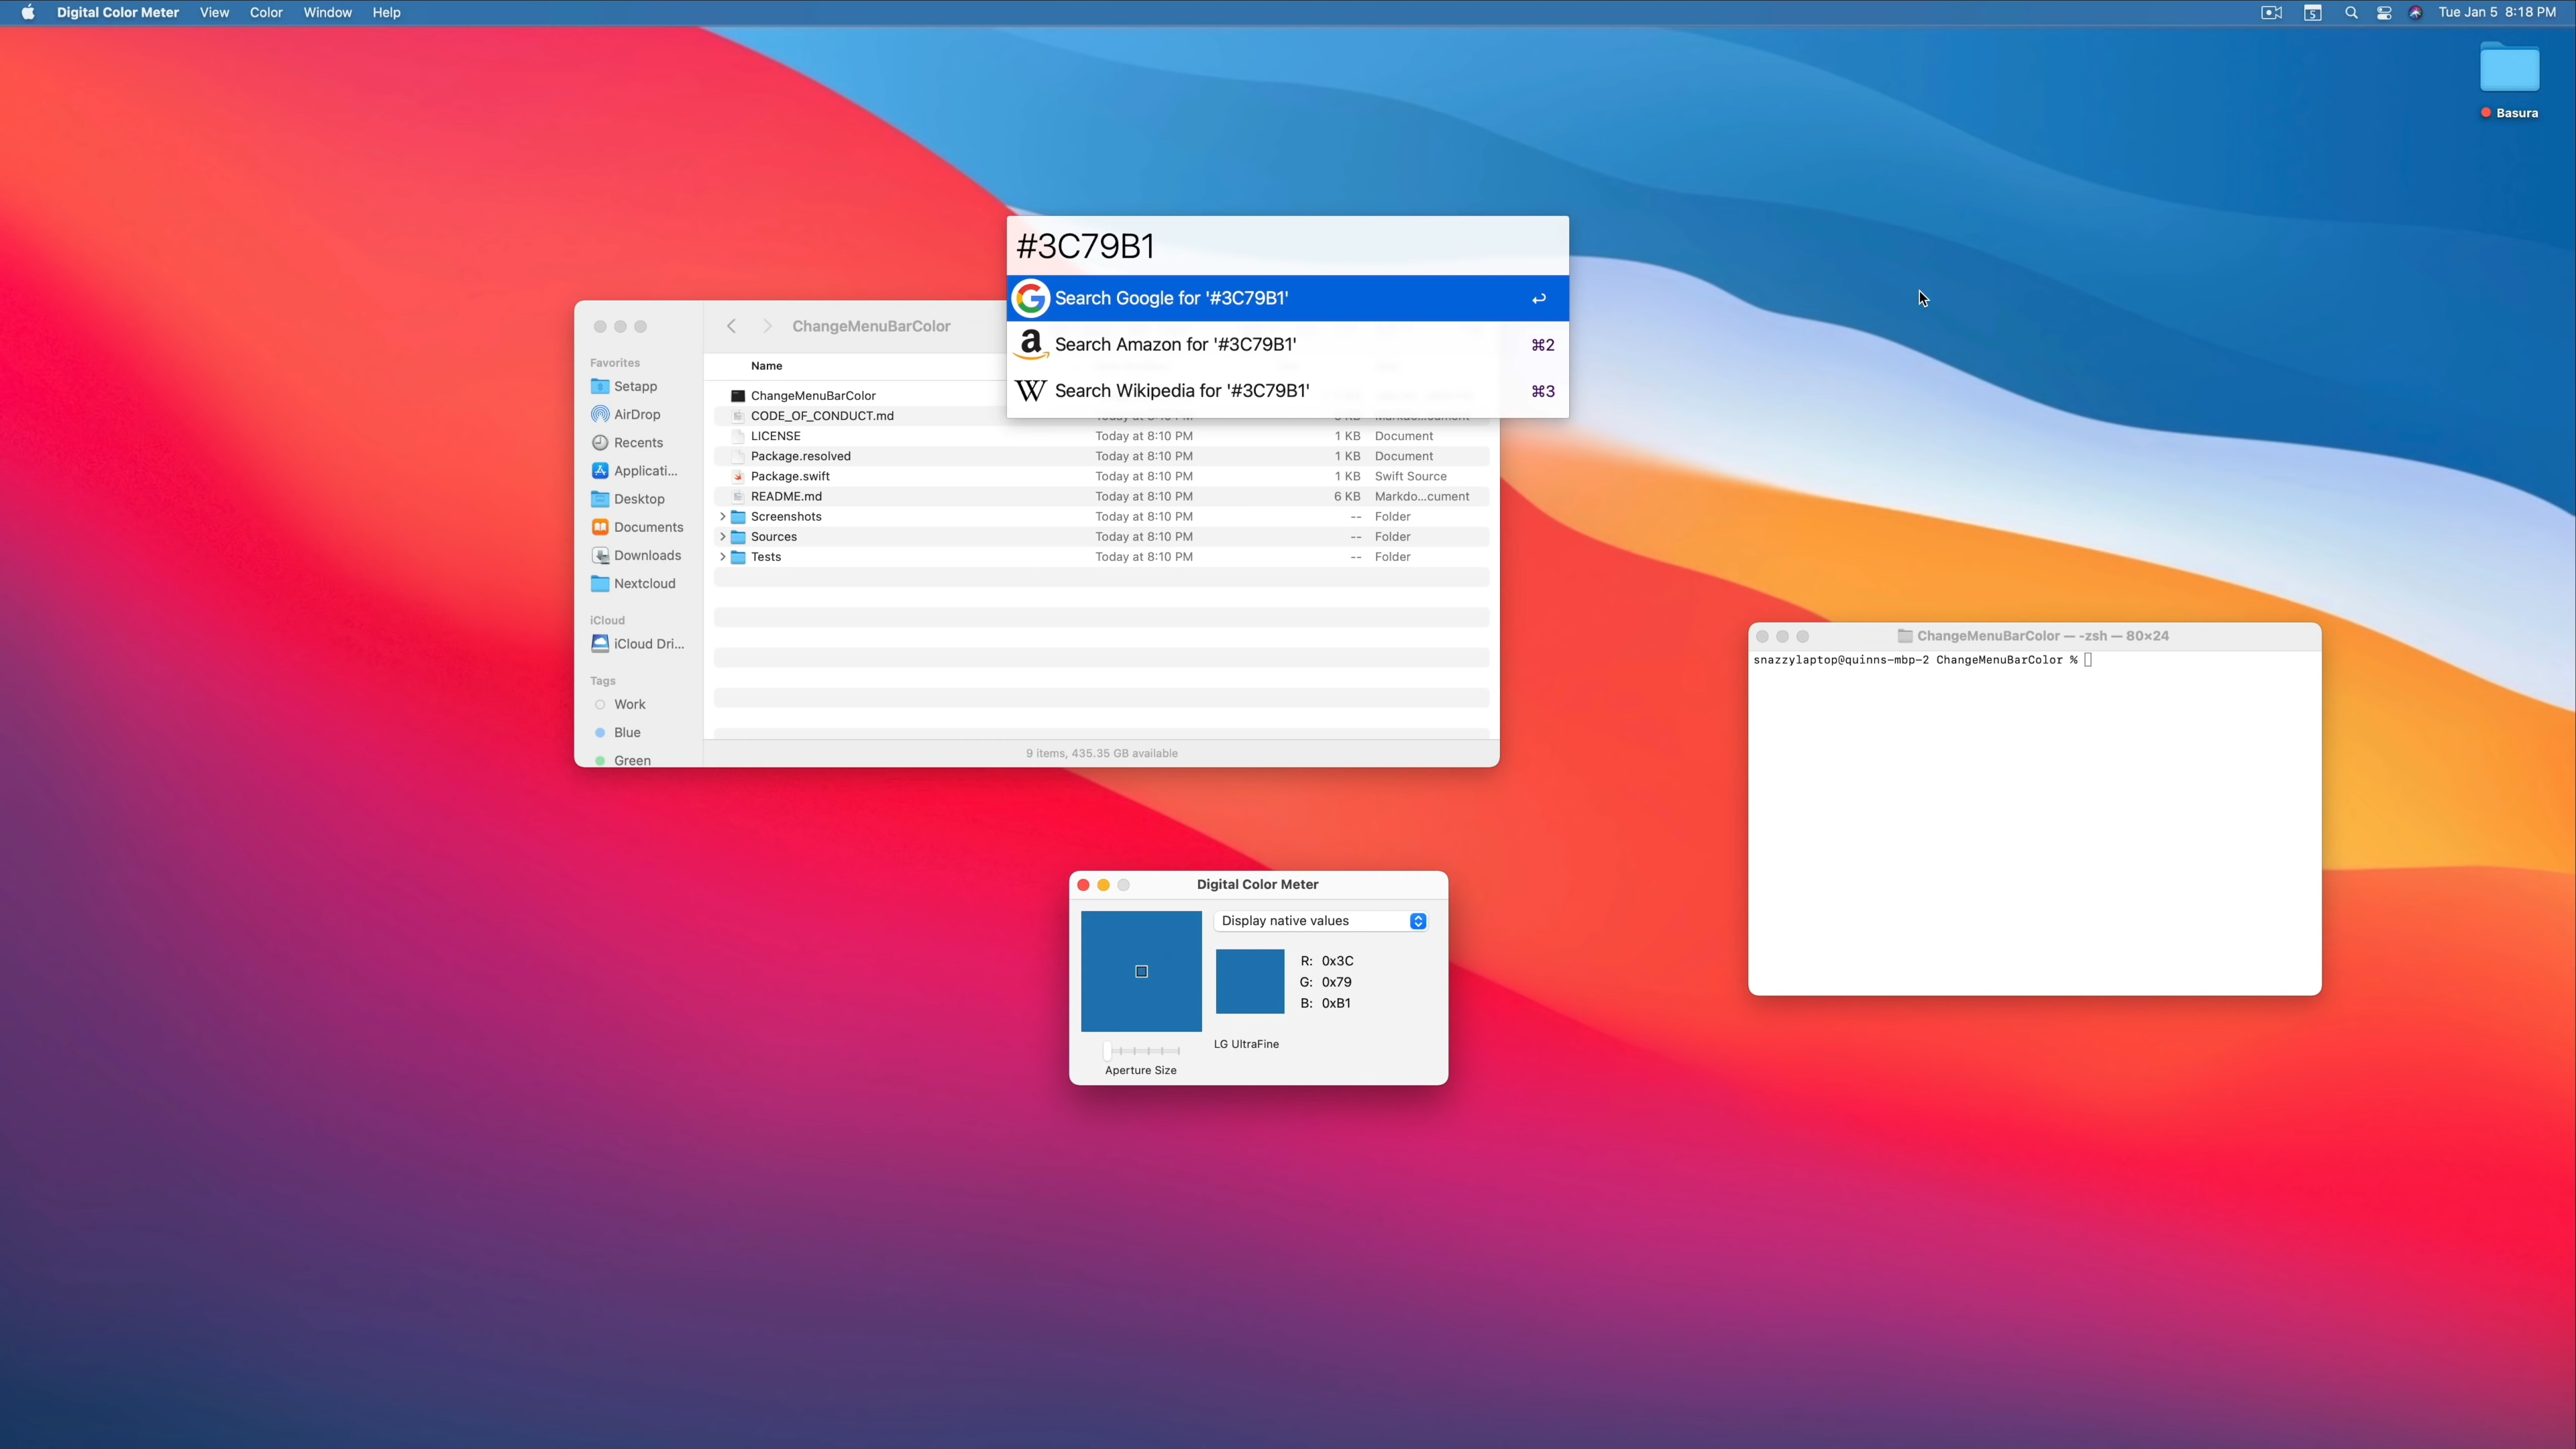 Digital Color Meter View Color Window Help
5 Tue Jan 5 8:18 PM
Basura
#3C79B1
Search Google for '#3C79B1'
Search Amazon for '#3C79B1' ⌘2
Search Wikipedia for '#3C79B1' ⌘3
ChangeMenuBarColor
Favorites
Setapp
AirDrop
Recents
Applicati...
Desktop
Documents
Downloads
Nextcloud
iCloud
iCloud Dri...
Tags
Work
Blue
Green
Name
ChangeMenuBarColor
CODE_OF_CONDUCT.md
LICENSE Today at 8:10 PM 1 KB Document
Package.resolved Today at 8:10 PM 1 KB Document
Package.swift Today at 8:10 PM 1 KB Swift Source
README.md Today at 8:10 PM 6 KB Markdo...cument
Screenshots Today at 8:10 PM -- Folder
Sources Today at 8:10 PM -- Folder
Tests Today at 8:10 PM -- Folder
9 items, 435.35 GB available
ChangeMenuBarColor — -zsh — 80×24
snazzylaptop@quinns-mbp-2 ChangeMenuBarColor %
Digital Color Meter
Display native values
R: 0x3C
G: 0x79
B: 0xB1
LG UltraFine
Aperture Size